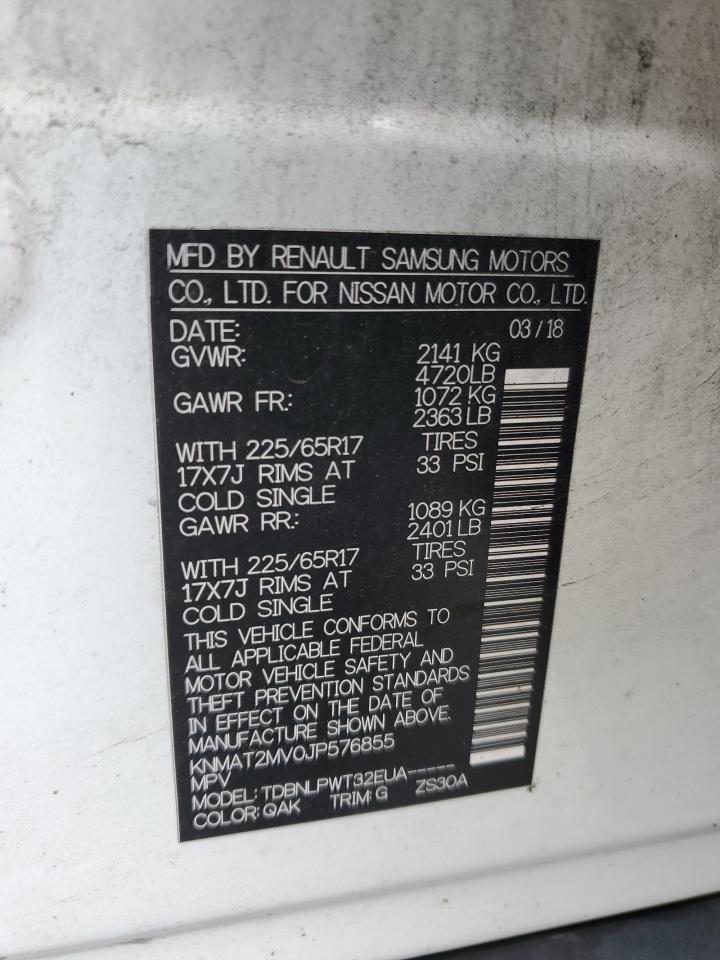 MFD BY RENAULT SAMSUNG MOTORS
CO., LTD. FOR NISSAN MOTOR CO., LTD.
DATE: 03/18
GVWR: 2141 KG
4720LB
GAWR FR.: 1072 KG
2363 LB
WITH 225/65R17 TIRES
17X7J RIMS AT 33 PSI
COLD SINGLE
GAWR RR.: 1089 KG
2401 LB
WITH 225/65R17 TIRES
17X7J RIMS AT 33 PSI
COLD SINGLE
THIS VEHICLE CONFORMS TO
ALL APPLICABLE FEDERAL
MOTOR VEHICLE SAFETY AND
THEFT PREVENTION STANDARDS
IN EFFECT ON THE DATE OF
MANUFACTURE SHOWN ABOVE.
KNMAT2MV0JP576855
MPV
MODEL: TDBNLPWT32EUA-----
COLOR: QAK TRIM: G ZS30A